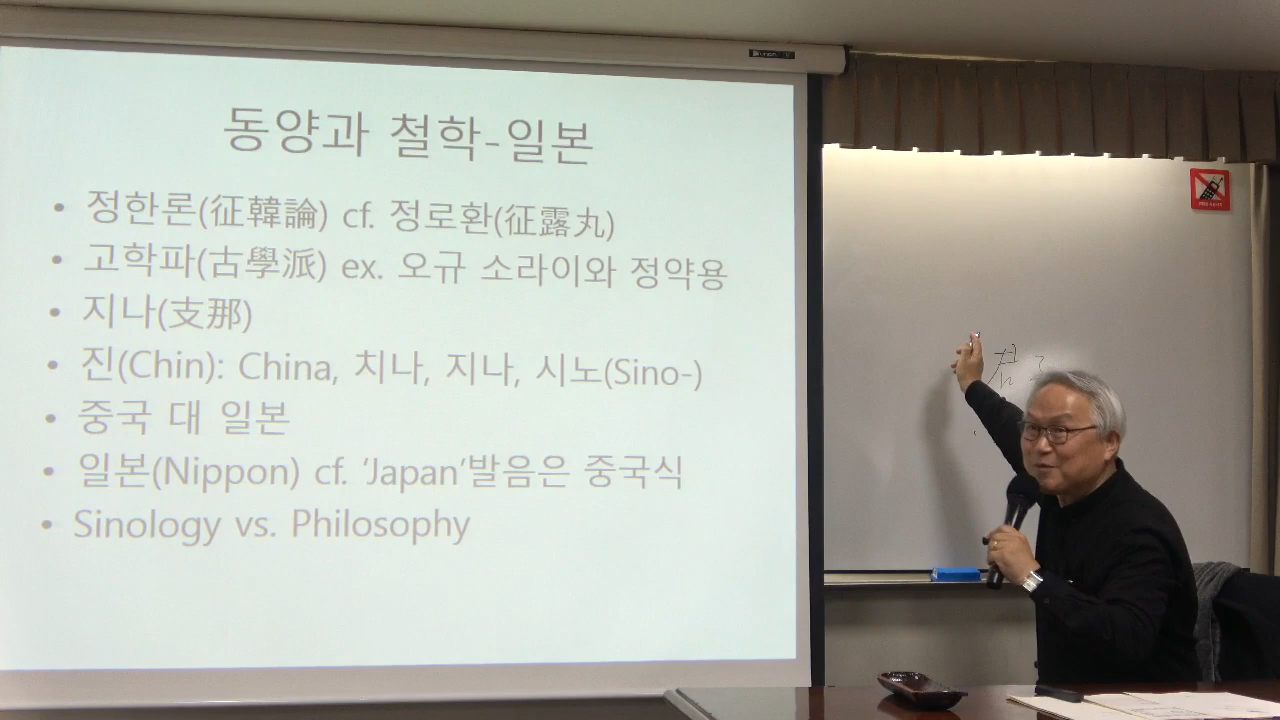 동양과 철학-일본
• 정한론(征韓論) cf. 정로환(征露丸)
• 고학파(古學派) ex. 오규 소라이와 정약용
• 지나(支那)
• 진(Chin): China, 치나, 지나, 시노(Sino-)
• 중국 대 일본
• 일본(Nippon) cf. ‘Japan’발음은 중국식
• Sinology vs. Philosophy